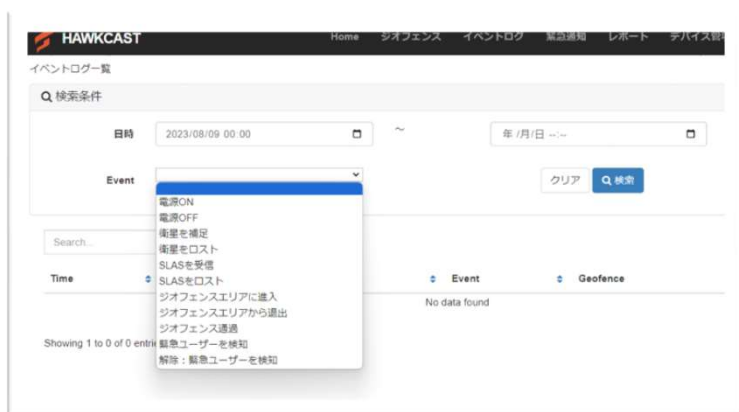 HAWKCAST
Home ジオフェンス イベントログ 緊急通知 レポート デバイス管
イベントログ一覧
検索条件
日時 2023/08/09 00:00 ~ 年 /月/日 --:--
Event クリア 検索
電源ON
電源OFF
衛星を補足
衛星をロスト
SLASを受信
SLASをロスト
ジオフェンスエリアに進入
ジオフェンスエリアから退出
ジオフェンス通過
緊急ユーザーを検知
解除：緊急ユーザーを検知
Search...
Time Event Geofence
No data found
Showing 1 to 0 of 0 entri